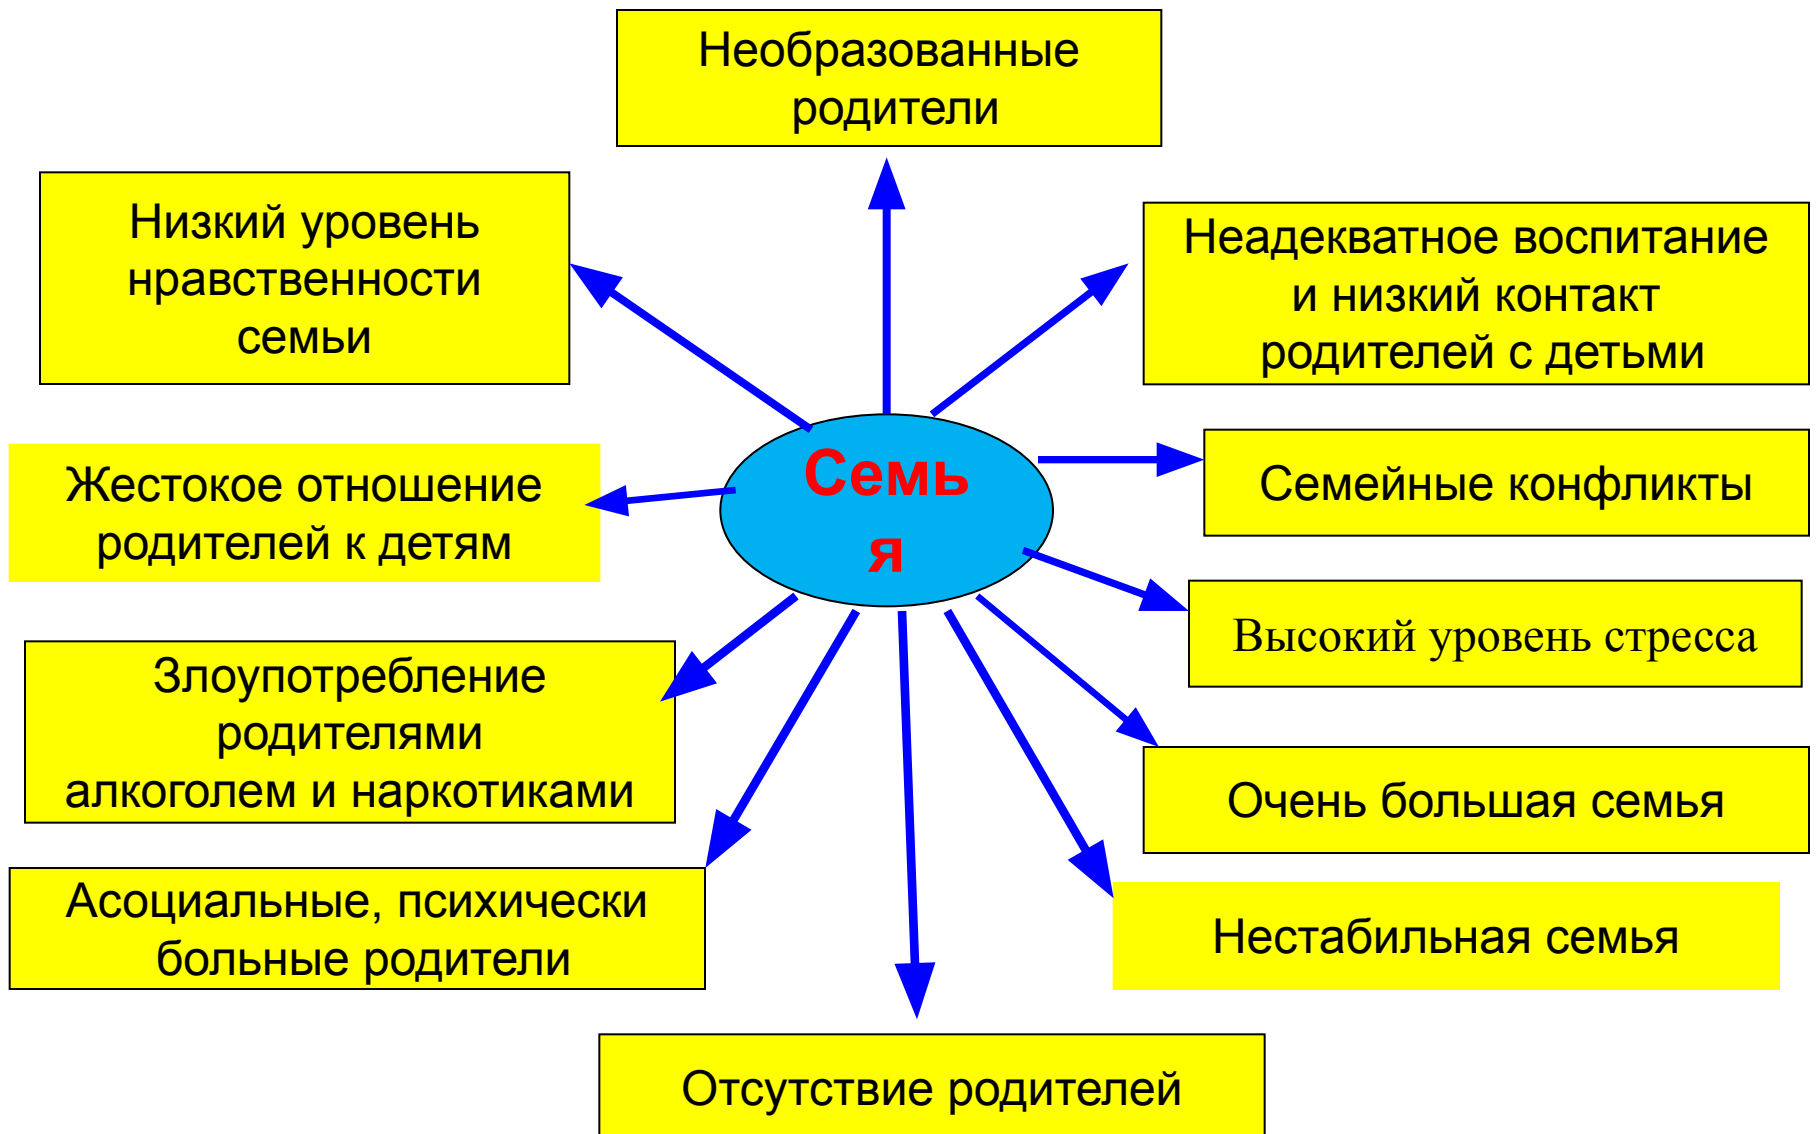 Необразованные
родители
Низкий уровень
нравственности
семьи
Неадекватное воспитание
и низкий контакт
родителей с детьми
Жестокое отношение
родителей к детям
Семь
я
Семейные конфликты
Высокий уровень стресса
Злоупотребление
родителями
алкоголем и наркотиками
Очень большая семья
Асоциальные, психически
больные родители
Нестабильная семья
Отсутствие родителей